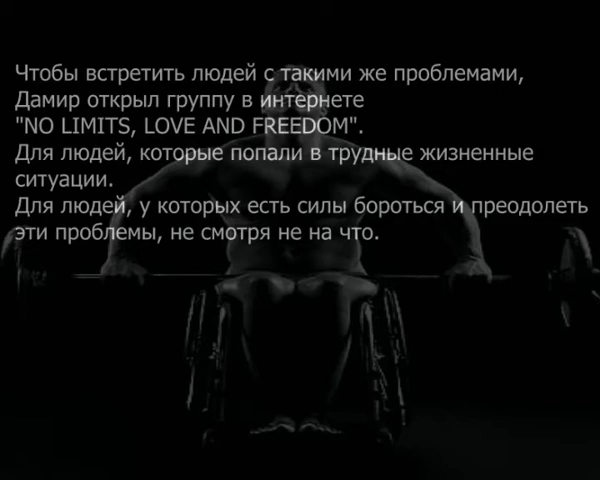 Чтобы встретить людей с такими же проблемами,
Дамир открыл группу в интернете
"NO LIMITS, LOVE AND FREEDOM".
Для людей, которые попали в трудные жизненные
ситуации.
Для людей, у которых есть силы бороться и преодолеть
эти проблемы, не смотря не на что.